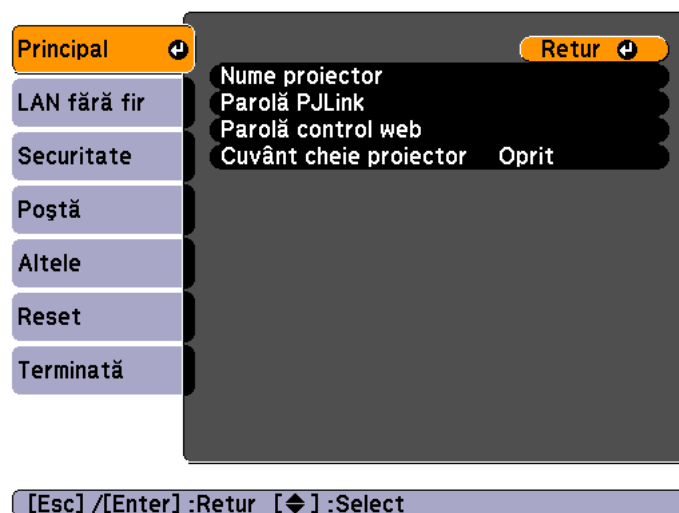 Principal
LAN fără fir
Securitate
Poştă
Altele
Reset
Terminată
Retur
Nume proiector
Parolă PJLink
Parolă control web
Cuvânt cheie proiector Oprit
[Esc] /[Enter] :Retur [◆] :Select